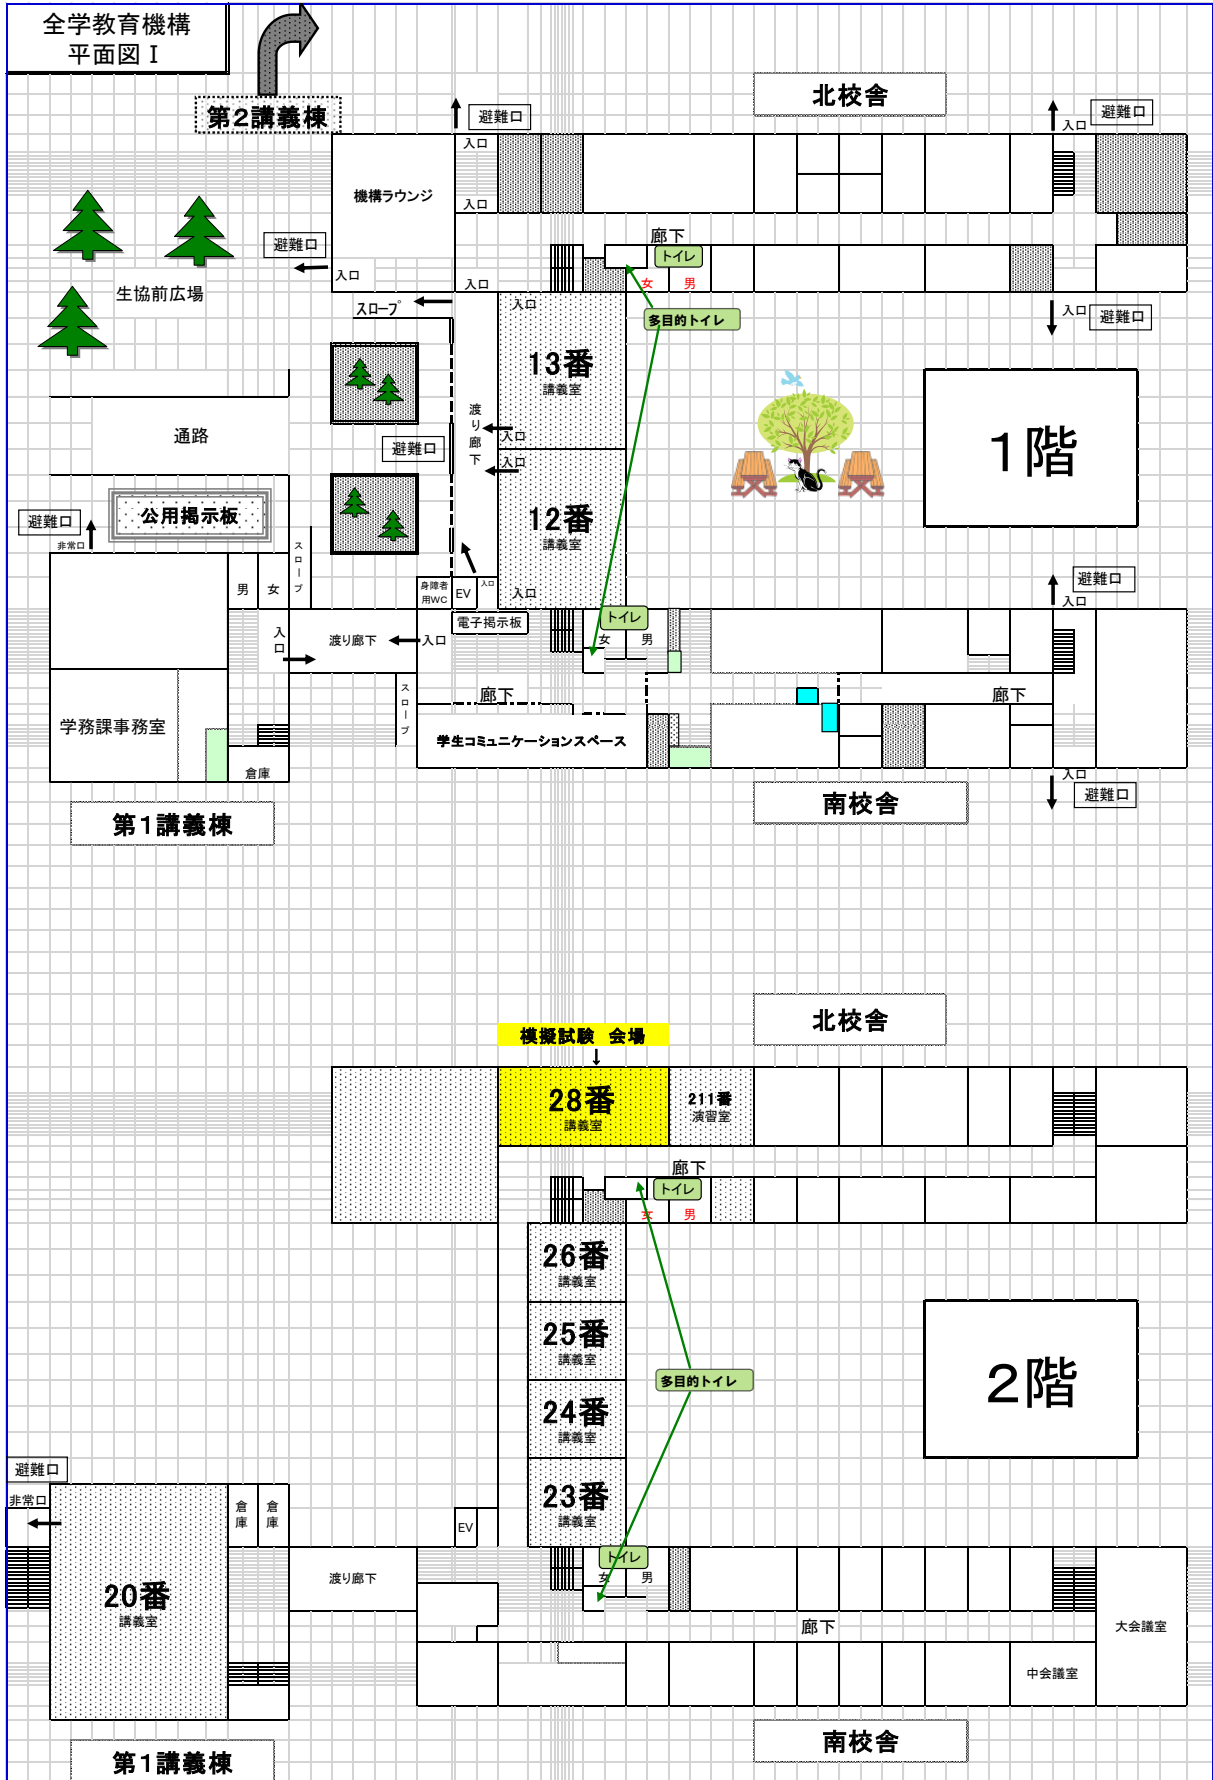 全学教育機構
平面図Ⅰ
第2講義棟
北校舎
避難口
入口
避難口
入口
機構ラウンジ
入口
廊下
トイレ
避難口
入口
入口
女
男
生協前広場
スロープ
入口
多目的トイレ
入口
避難口
13番
講義室
渡り廊下
入口
避難口
通路
入口
1階
公用掲示板
避難口
非常口
12番
講義室
スロープ
男
女
身障者
用WC
EV
入口
入口
避難口
入口
電子掲示板
トイレ
入口
渡り廊下
入口
女
男
スロープ
廊下
廊下
学務課事務室
学生コミュニケーションスペース
倉庫
入口
避難口
第1講義棟
南校舎
北校舎
模擬試験 会場
↓
28番
講義室
211番
演習室
廊下
トイレ
女
男
26番
講義室
25番
講義室
2階
多目的トイレ
24番
講義室
避難口
23番
講義室
非常口
倉庫
倉庫
EV
トイレ
渡り廊下
女
男
20番
講義室
廊下
大会議室
中会議室
第1講義棟
南校舎